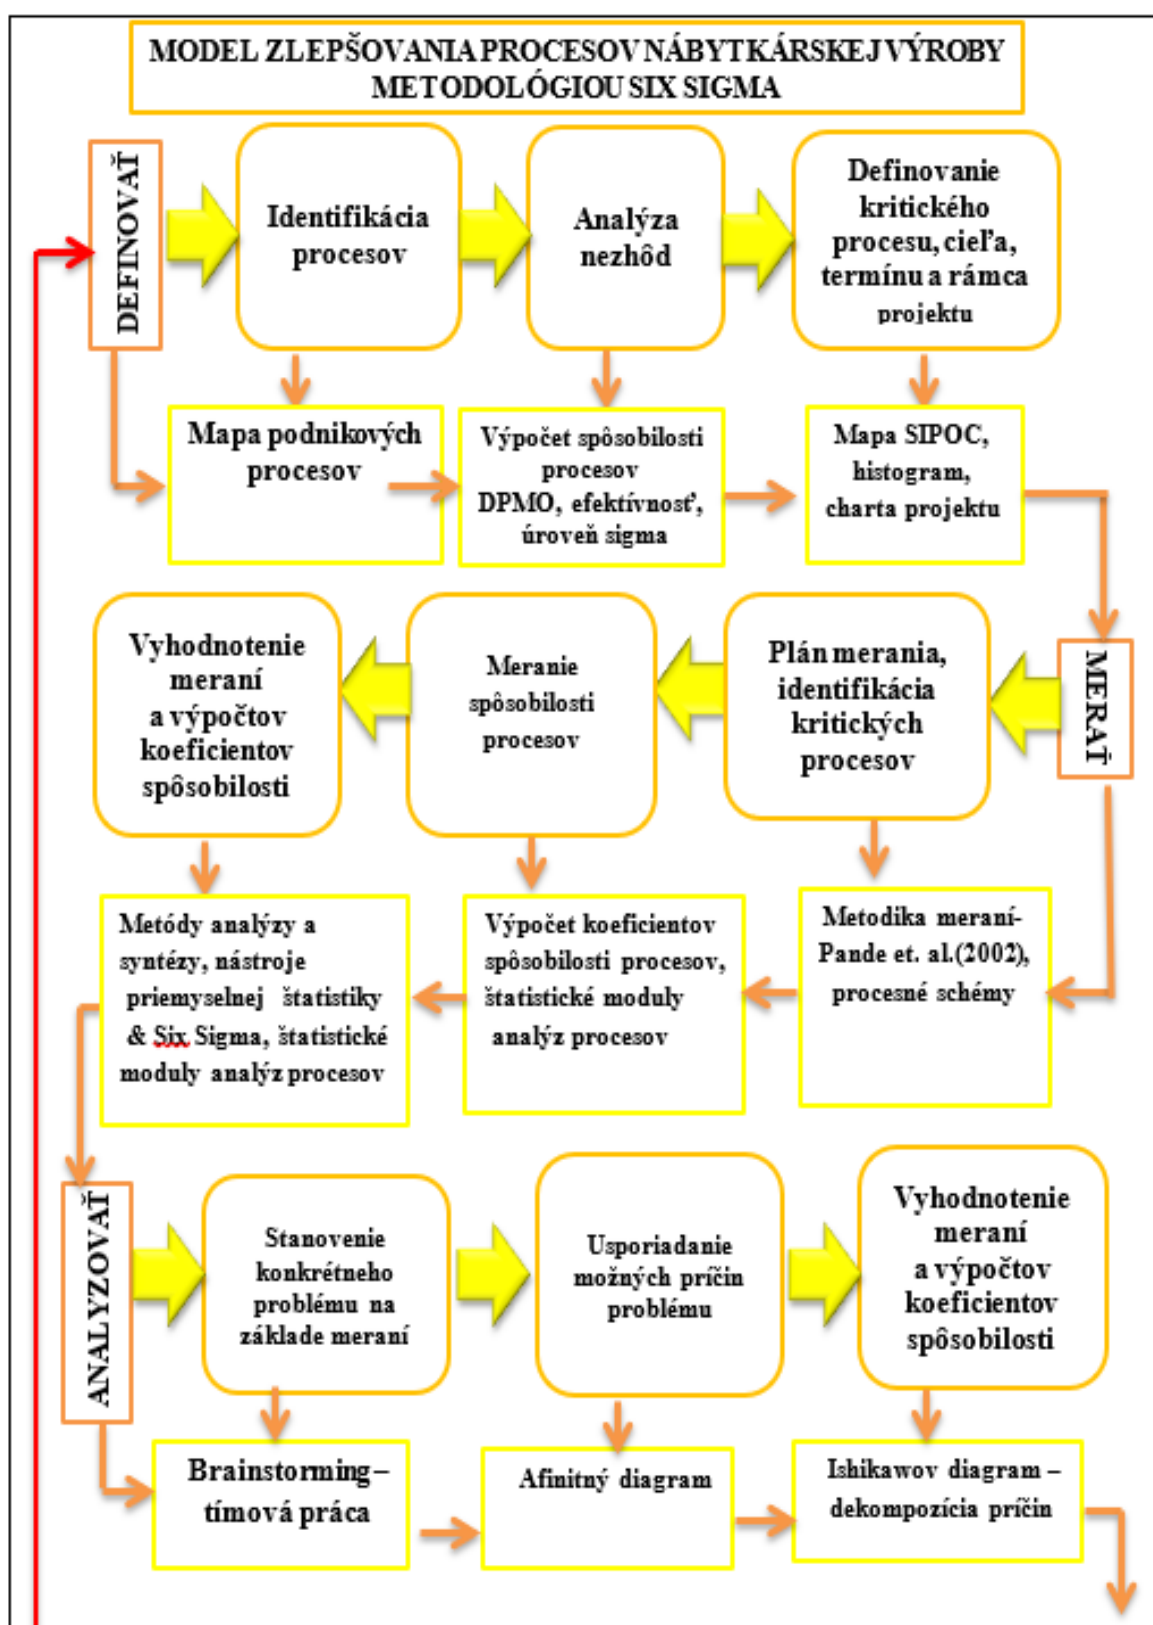 MODEL ZLEPŠOVANIA PROCESOV NÁBYTKÁRSKEJ VÝROBY
METODOLÓGIOU SIX SIGMA
DEFINOVAŤ
Identifikácia
procesov
Analýza
nezhôd
Definovanie
kritického
procesu, cieľa,
termínu a rámca
projektu
Mapa podnikových
procesov
Výpočet spôsobilosti
procesov
DPMO, efektívnosť,
úroveň sigma
Mapa SIPOC,
histogram,
charta projektu
MERAŤ
Plán merania,
identifikácia
kritických
procesov
Meranie
spôsobilosti
procesov
Vyhodnotenie
meraní
a výpočtov
koeficientov
spôsobilosti
Metodika meraní-
Pande et. al.(2002),
procesné schémy
Výpočet koeficientov
spôsobilosti procesov,
štatistické moduly
analýz procesov
Metódy analýzy a
syntézy, nástroje
priemyselnej štatistiky
& Six Sigma, štatistické
moduly analýz procesov
ANALYZOVAŤ
Stanovenie
konkrétneho
problému na
základe meraní
Usporiadanie
možných príčin
problému
Vyhodnotenie
meraní
a výpočtov
koeficientov
spôsobilosti
Brainstorming–
tímová práca
Afinitný diagram
Ishikawov diagram –
dekompozícia príčin